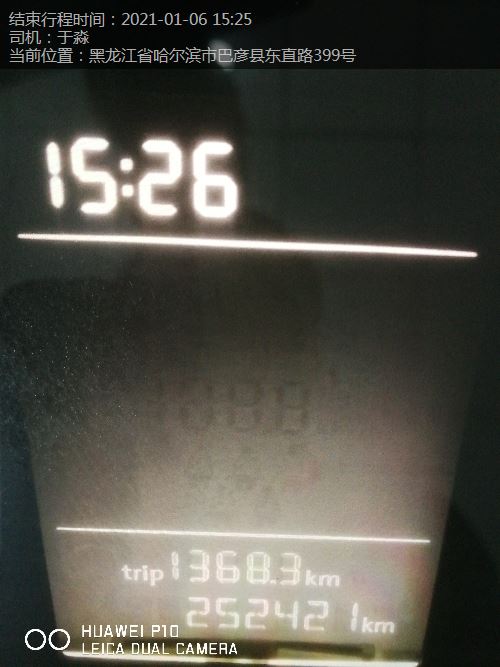 结束行程时间：2021-01-06 15:25
司机：于淼
当前位置：黑龙江省哈尔滨市巴彦县东直路399号
15:26
trip 1368.3 km
252421 km
HUAWEI P10
LEICA DUAL CAMERA